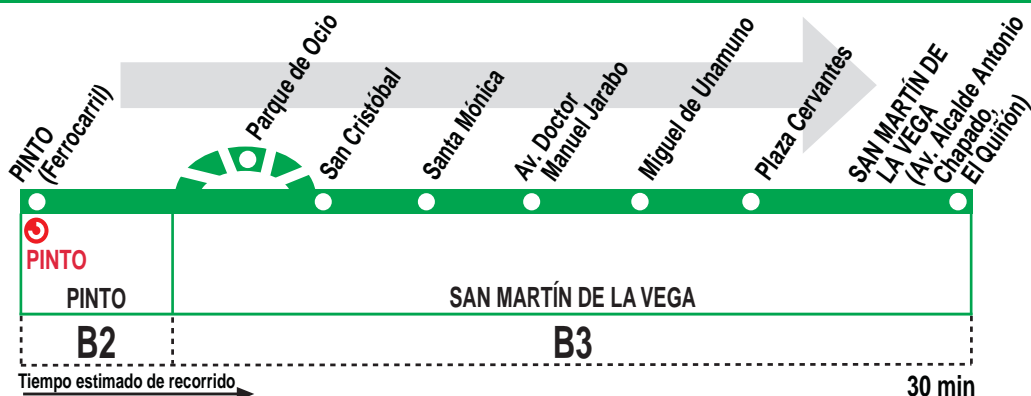 PINTO
(Ferrocarril)
Parque de Ocio
San Cristóbal
Santa Mónica
Av. Doctor
Manuel Jarabo
Miguel de Unamuno
Plaza Cervantes
SAN MARTÍN DE
LA VEGA
(Av. Alcalde Antonio
Chapado,
El Quiñón)
PINTO
PINTO
SAN MARTÍN DE LA VEGA
B2
B3
Tiempo estimado de recorrido
30 min